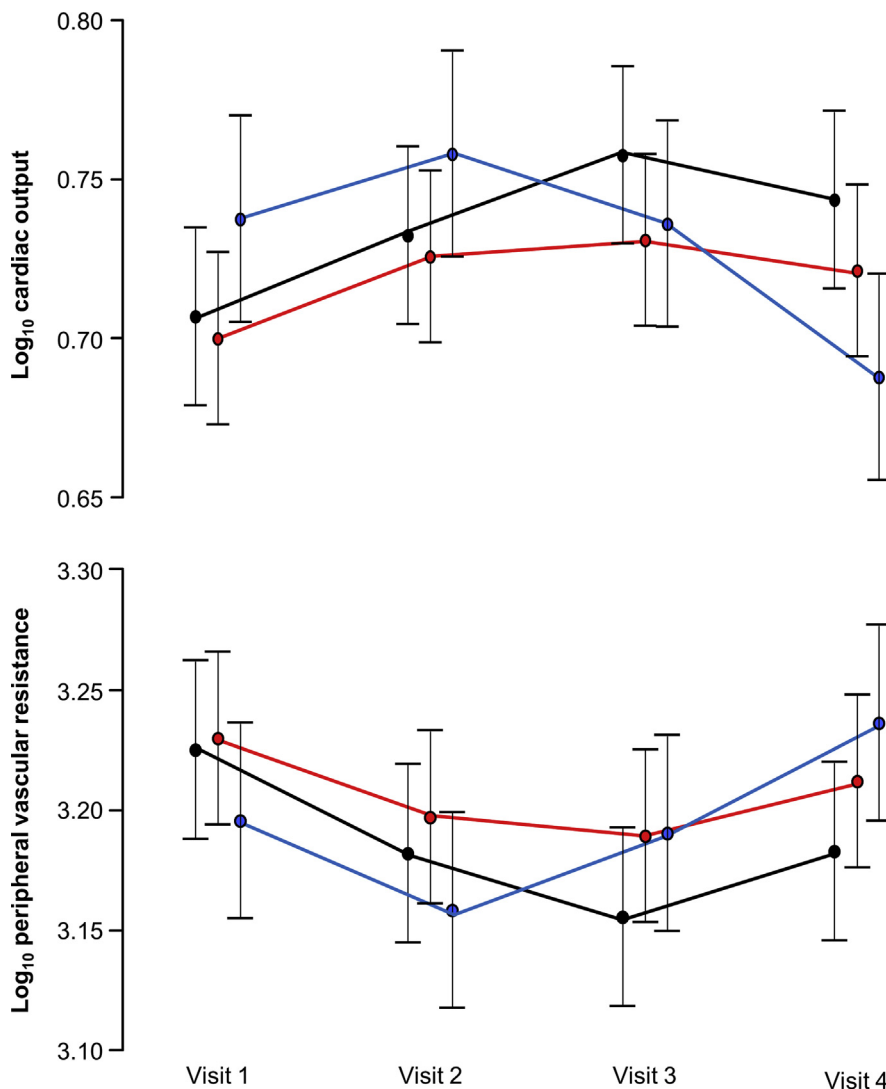 0.80
0.75
0.70
0.65
Log₁₀ cardiac output
3.30
3.25
3.20
3.15
3.10
Log₁₀ peripheral vascular resistance
Visit 1
Visit 2
Visit 3
Visit 4